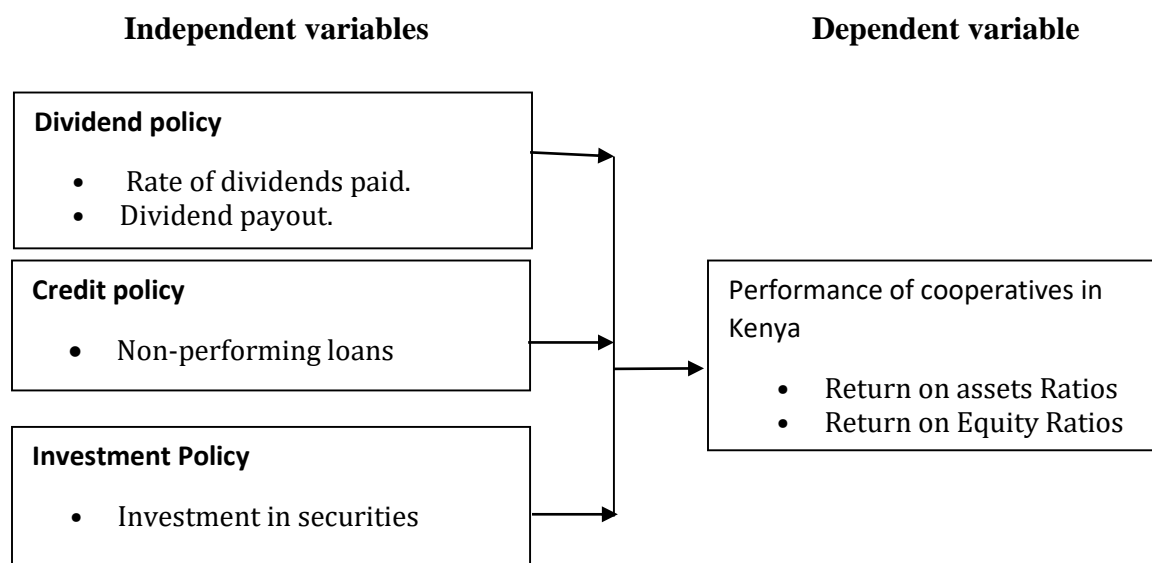 Independent variables
Dependent variable
Dividend policy
• Rate of dividends paid.
• Dividend payout.
Credit policy
• Non-performing loans
Investment Policy
• Investment in securities
Performance of cooperatives in
Kenya
• Return on assets Ratios
• Return on Equity Ratios